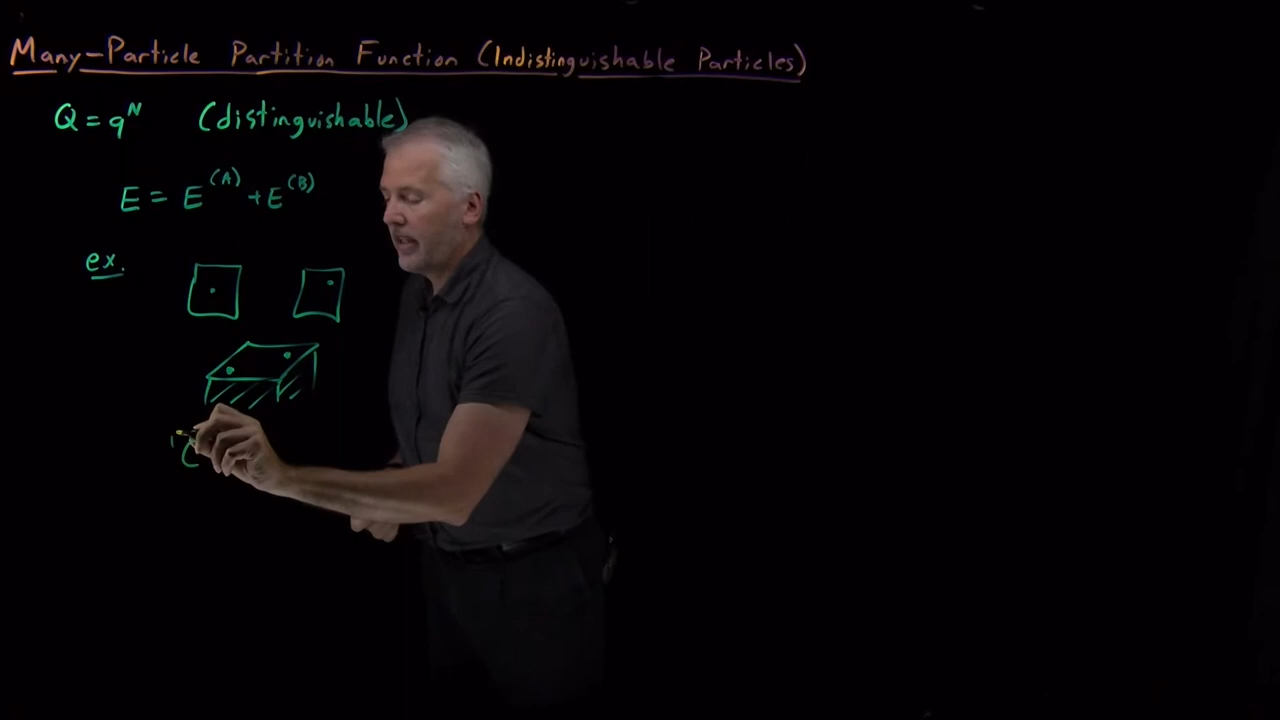 Many-Particle Partition Function (Indistinguishable Particles)
Q = q^N (distinguishable)
E = E^(A) + E^(B)
ex.